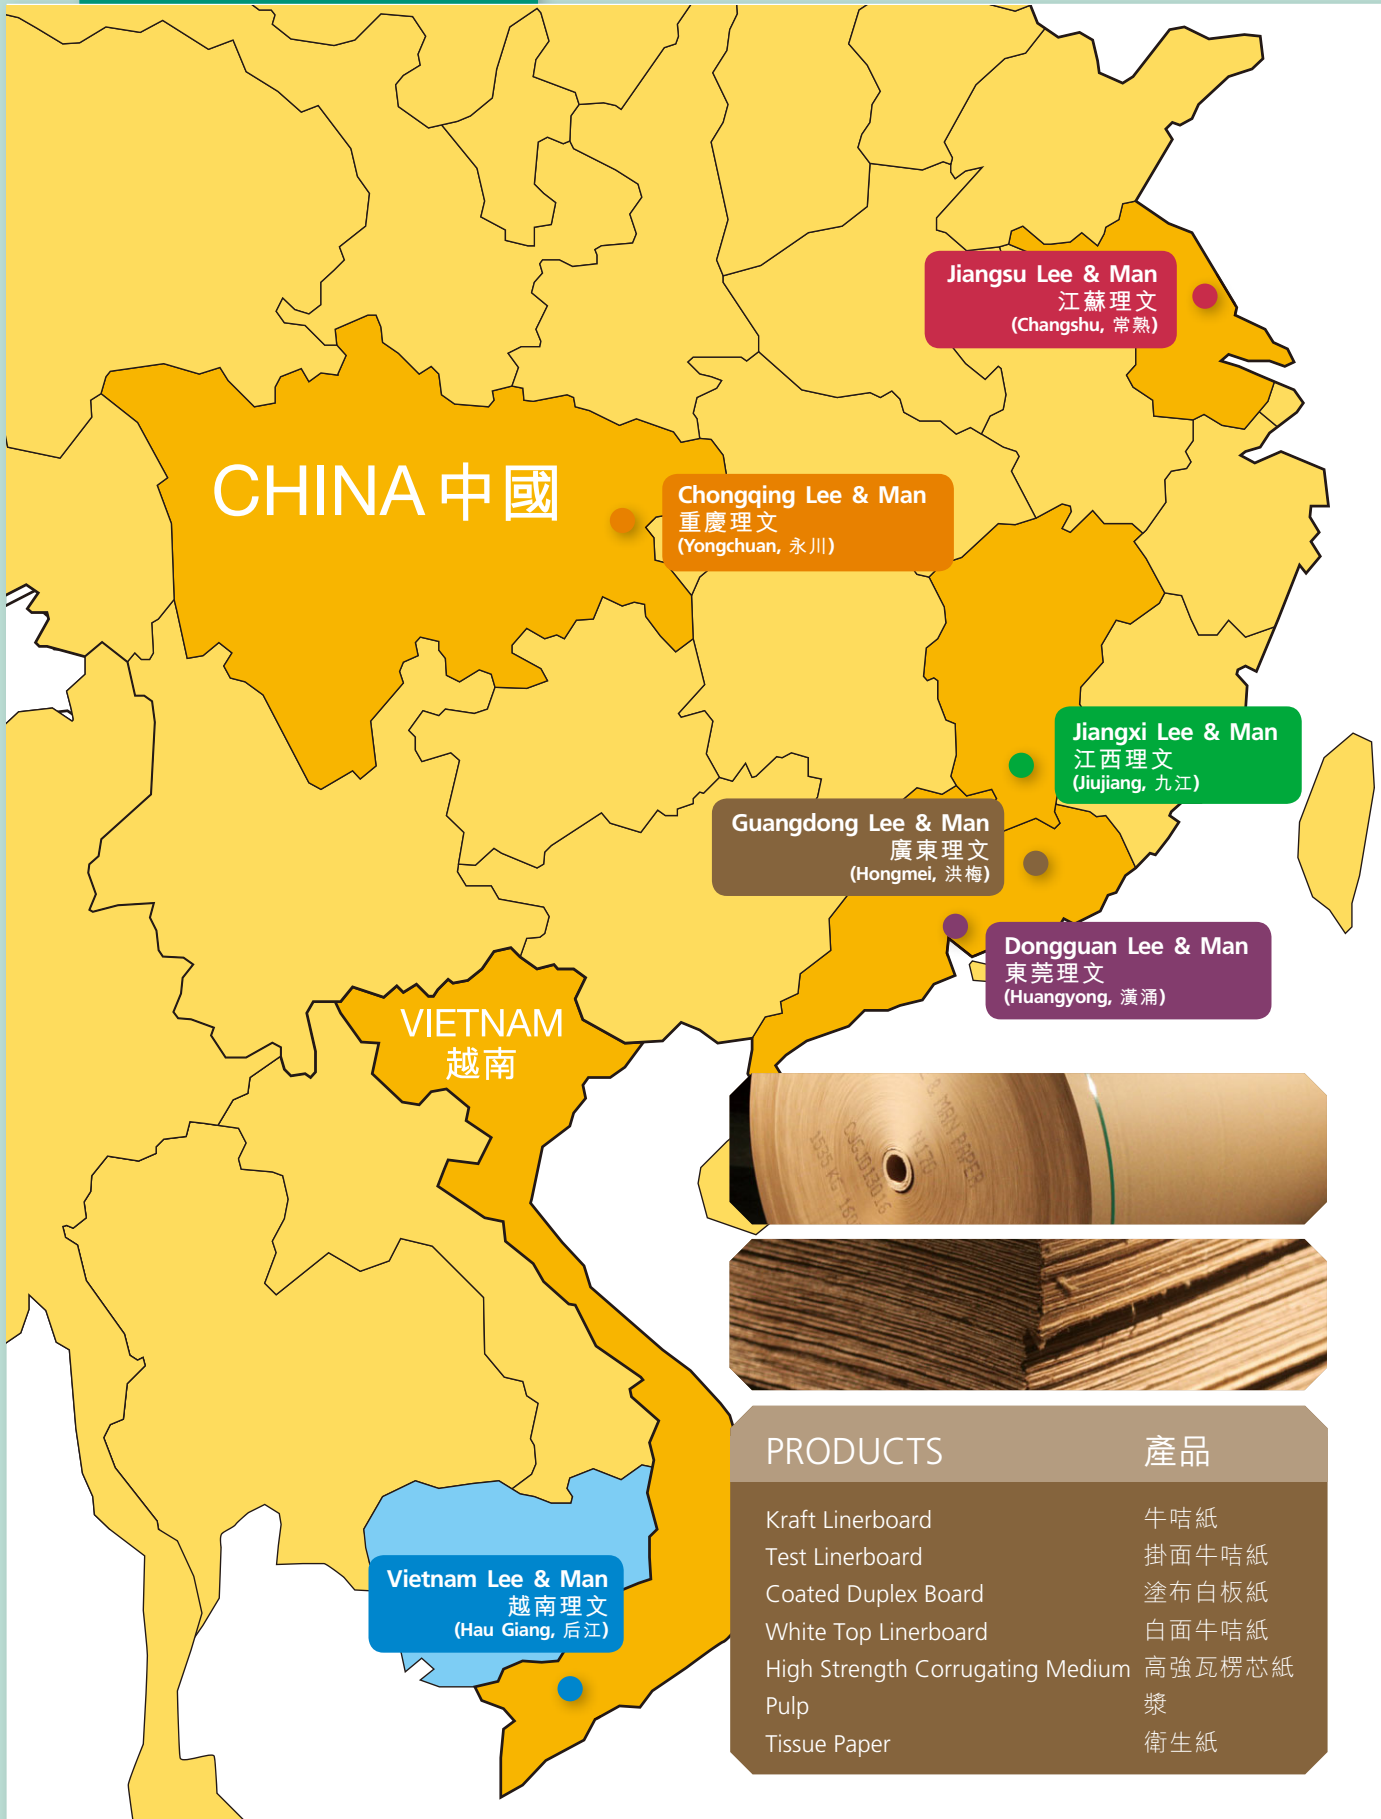 Jiangsu Lee & Man
江蘇理文
(Changshu, 常熟)
CHINA 中國
Chongqing Lee & Man
重慶理文
(Yongchuan, 永川)
Jiangxi Lee & Man
江西理文
(Jiujiang, 九江)
Guangdong Lee & Man
廣東理文
(Hongmei, 洪梅)
Dongguan Lee & Man
東莞理文
(Huangyong, 潢涌)
VIETNAM
越南
& MAN PAPER
N170
CJGJD13016
1535 KG
PRODUCTS 產品
Kraft Linerboard 牛咭紙
Test Linerboard 掛面牛咭紙
Coated Duplex Board 塗布白板紙
White Top Linerboard 白面牛咭紙
High Strength Corrugating Medium 高強瓦楞芯紙
Pulp 漿
Tissue Paper 衛生紙
Vietnam Lee & Man
越南理文
(Hau Giang, 后江)